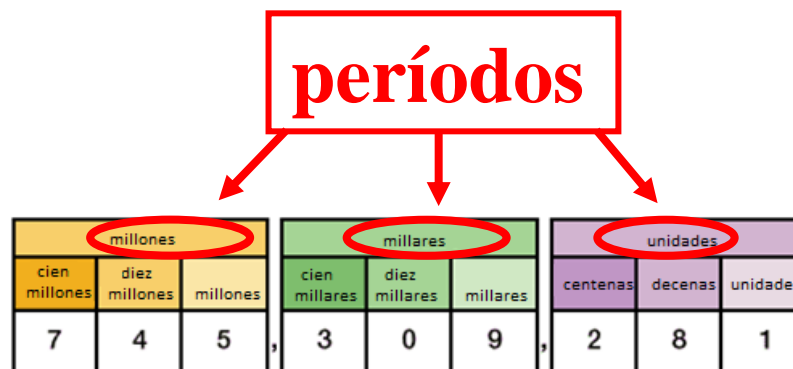 períodos
millones millares unidades
cien millones diez millones millones cien millares diez millares millares centenas decenas unidade
7 4 5 , 3 0 9 , 2 8 1